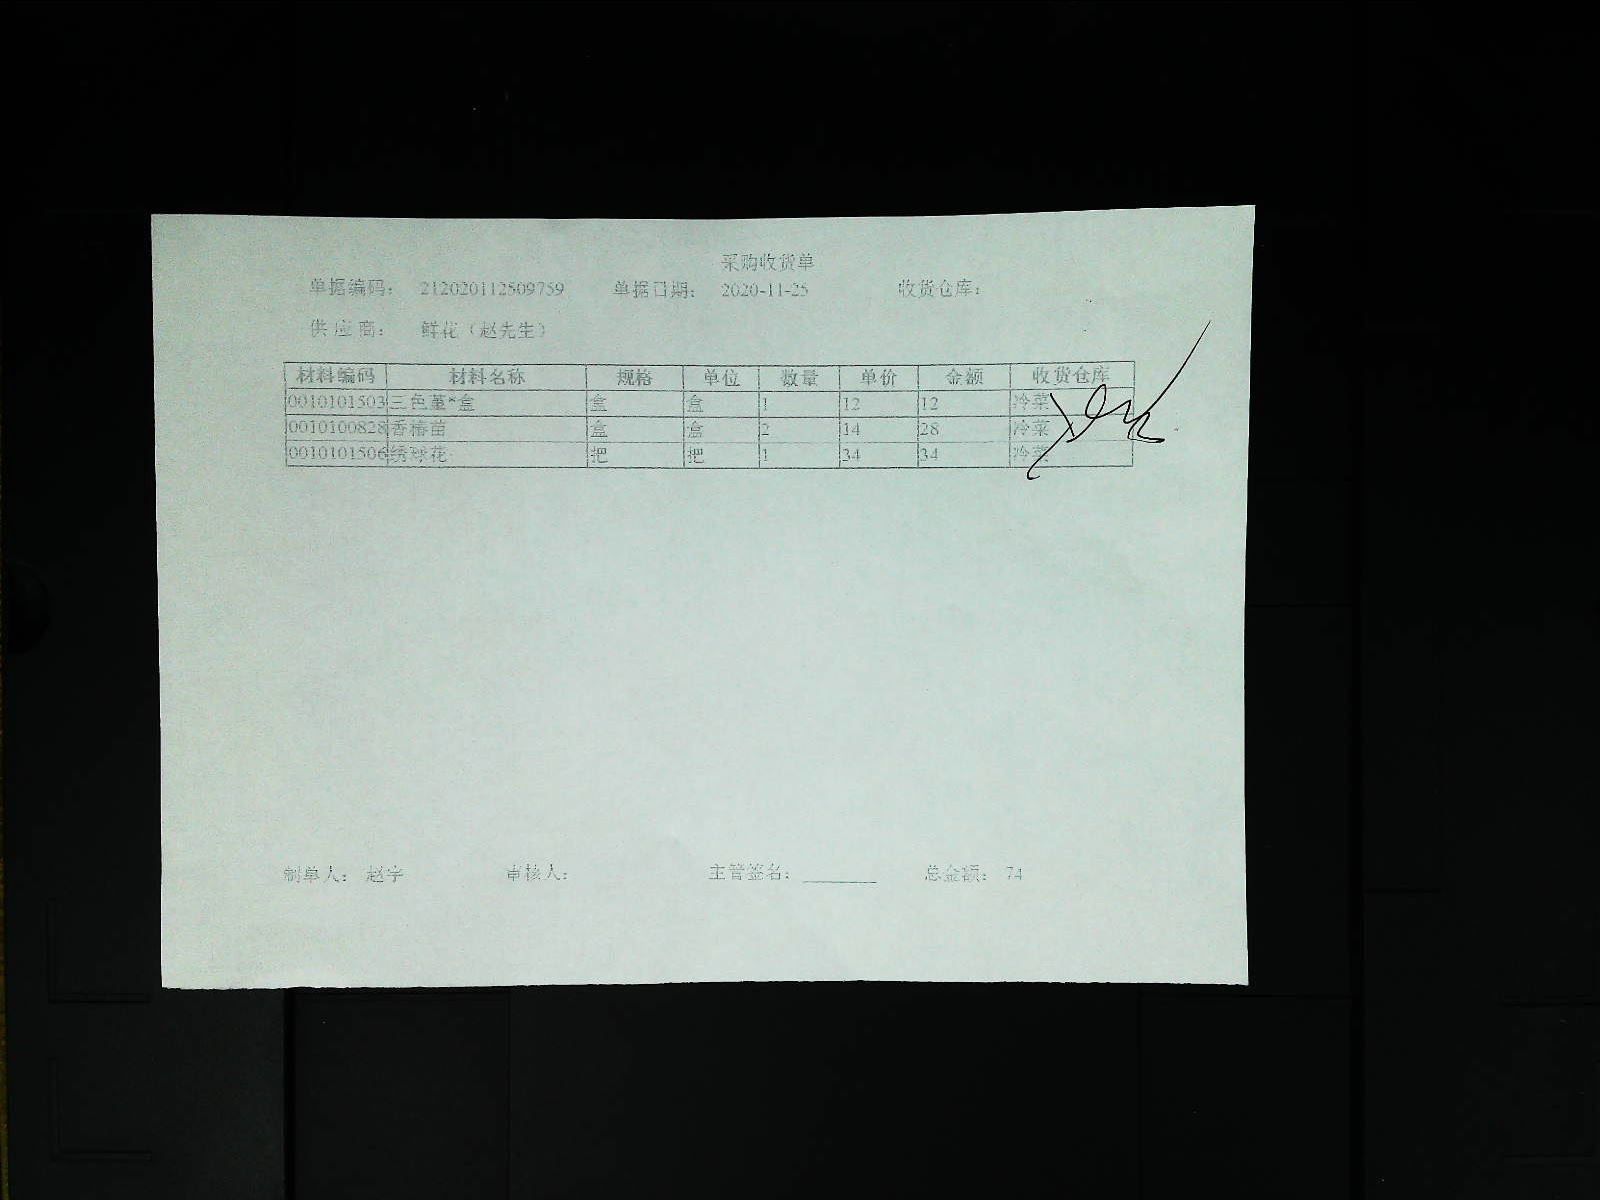 采购收货单
单据编码： 212020112509759 单据日期： 2020-11-25 收货仓库：
供 应 商： 鲜花（赵先生）
材料编码 材料名称 规格 单位 数量 单价 金额 收货仓库
0010101503 三色堇*盒 盒 盒 1 12 12 冷菜
0010100828 香椿苗 盒 盒 2 14 28 冷菜
0010101506 绣球花 把 把 1 34 34 冷菜
制单人： 赵宇 审核人： 主管签名： 总金额： 74